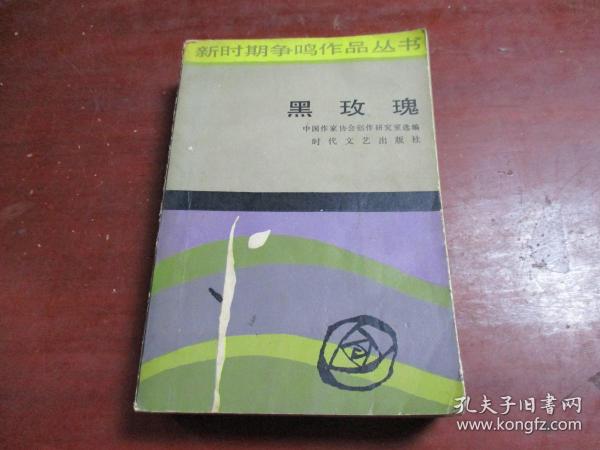 新时期争鸣作品丛书
黑玫瑰
中国作家协会创作研究室选编
时代文艺出版社
孔夫子旧书网
www.kongfz.com